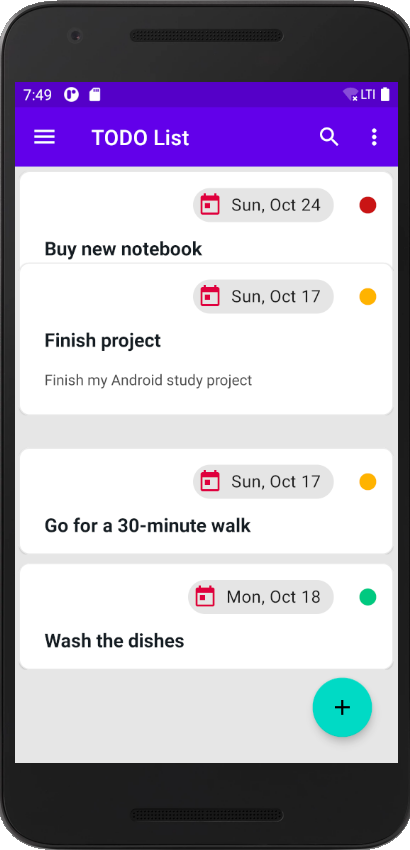 7:49 LTI
TODO List
Sun, Oct 24
Buy new notebook
Sun, Oct 17
Finish project
Finish my Android study project
Sun, Oct 17
Go for a 30-minute walk
Mon, Oct 18
Wash the dishes
+